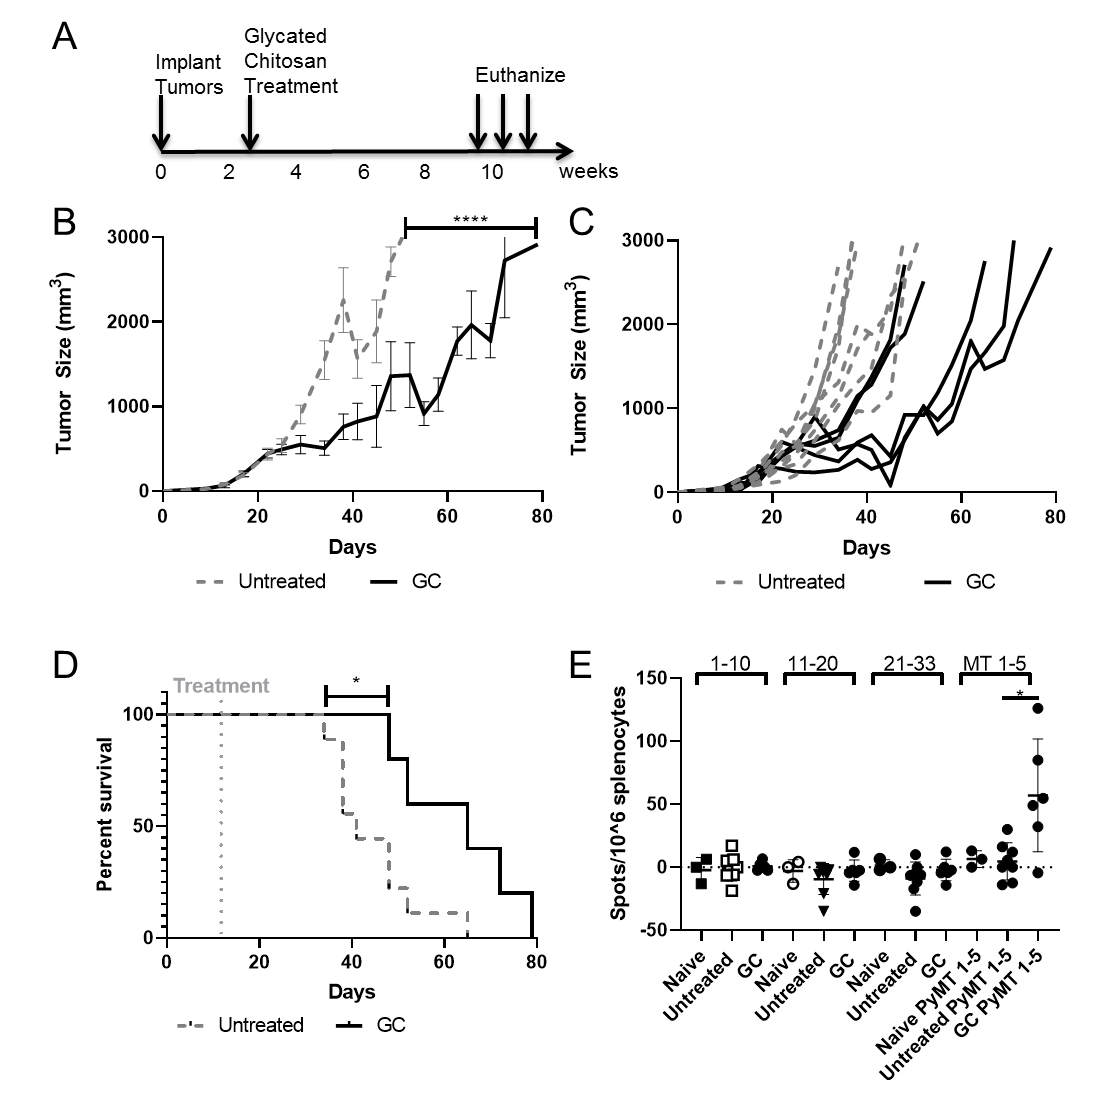 A
Implant
Tumors
Glycated
Chitosan
Treatment
Euthanize
0 2 4 6 8 10 weeks
B
****
3000
2000
1000
0
Tumor Size (mm3)
0 20 40 60 80
Days
Untreated GC
C
3000
2000
1000
0
Tumor Size (mm3)
0 20 40 60 80
Days
Untreated GC
D
Treatment
*
100
50
0
Percent survival
0 20 40 60 80
Days
Untreated GC
E
1-10 11-20 21-33 MT 1-5
*
150
100
50
0
-50
Spots/10^6 splenocytes
Naive
Untreated
GC
Naive
Untreated
GC
Naive
Untreated
GC
Naive PyMT 1-5
Untreated PyMT 1-5
GC PyMT 1-5